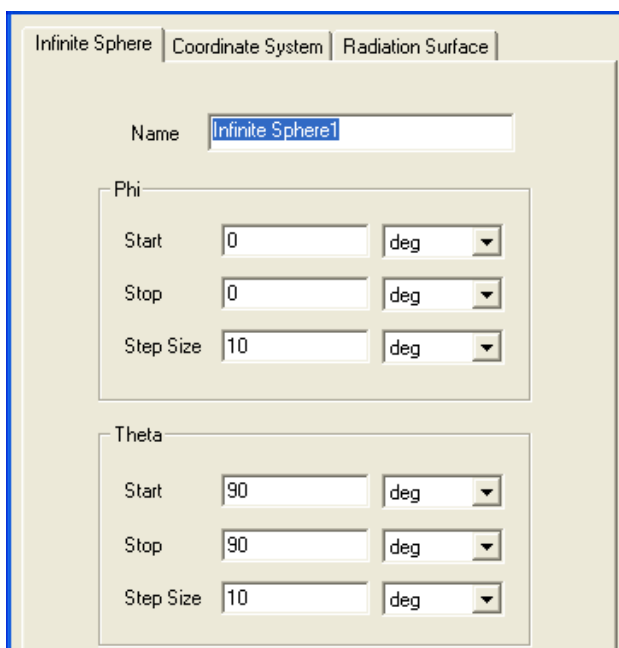 Infinite Sphere Coordinate System Radiation Surface
Name Infinite Sphere1
Phi
Start 0 deg
Stop 0 deg
Step Size 10 deg
Theta
Start 90 deg
Stop 90 deg
Step Size 10 deg